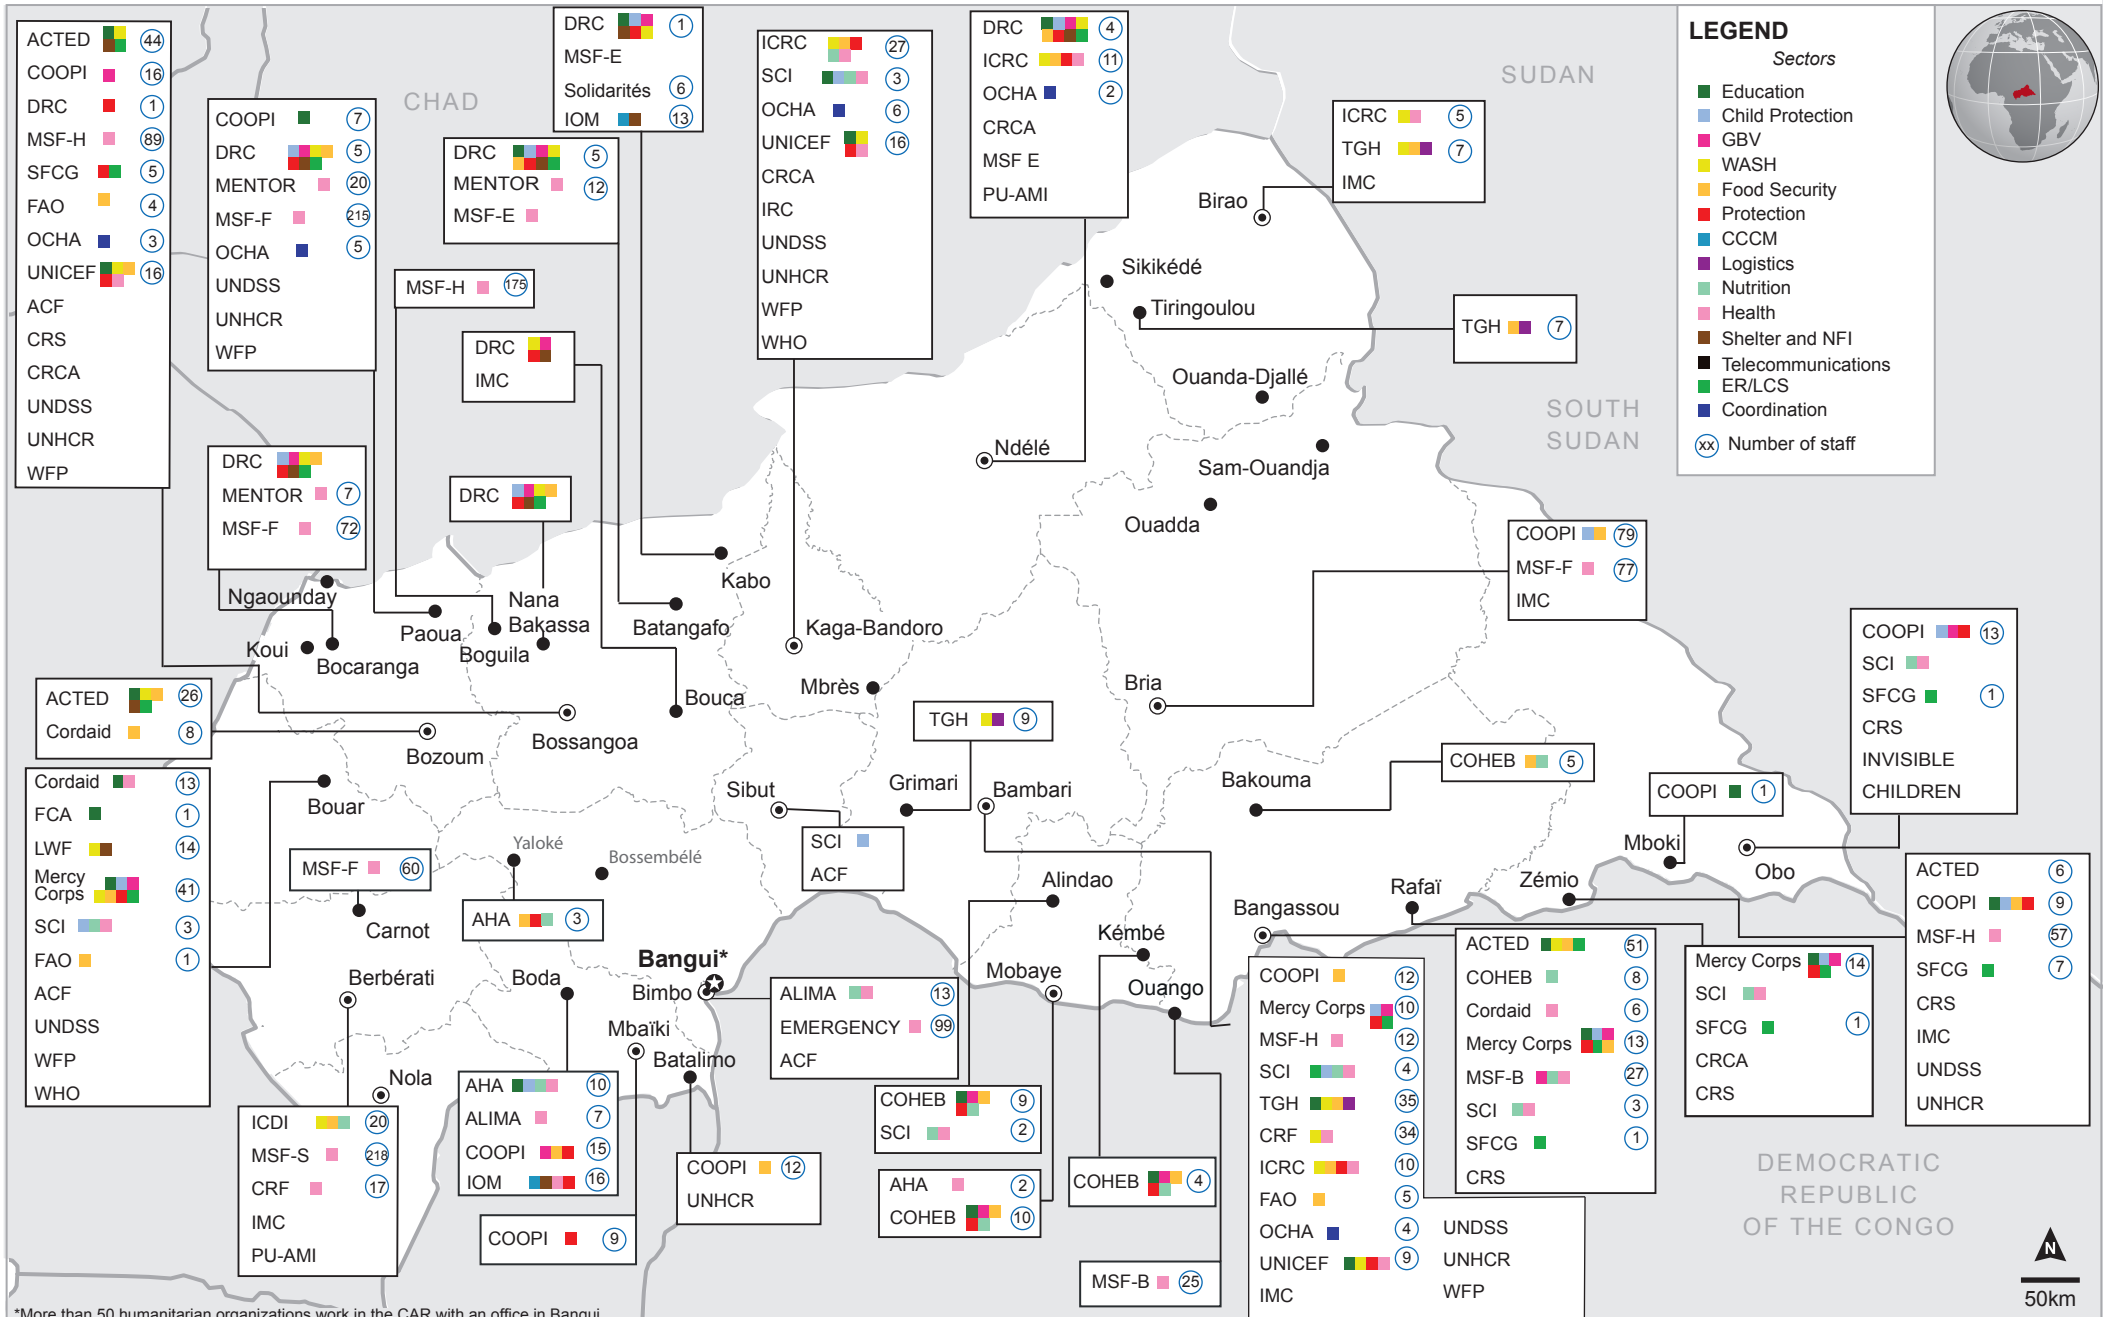 ACTED 44
COOPI 16
DRC 1
MSF-H 89
SFCG 5
FAO 4
OCHA 3
UNICEF 16
ACF
CRS
CRCA
UNDSS
UNHCR
WFP
COOPI 7
DRC 5
MENTOR 20
MSF-F 215
OCHA 5
UNDSS
UNHCR
WFP
DRC 1
MSF-E
Solidarités 6
IOM 13
DRC 5
MENTOR 12
MSF-E
MSF-H 175
DRC
IMC
ICRC 27
SCI 3
OCHA 6
UNICEF 16
CRCA
IRC
UNDSS
UNHCR
WFP
WHO
DRC 4
ICRC 11
OCHA 2
CRCA
MSF E
PU-AMI
ICRC 5
TGH 7
IMC
TGH 7
LEGEND
Sectors
Education
Child Protection
GBV
WASH
Food Security
Protection
CCCM
Logistics
Nutrition
Health
Shelter and NFI
Telecommunications
ER/LCS
Coordination
xx Number of staff
CHAD
SUDAN
SOUTH
SUDAN
DEMOCRATIC
REPUBLIC
OF THE CONGO
DRC
MENTOR 7
MSF-F 72
DRC
COOPI 79
MSF-F 77
IMC
COOPI 13
SCI
SFCG 1
CRS
INVISIBLE
CHILDREN
ACTED 26
Cordaid 8
Cordaid 13
FCA 1
LWF 14
Mercy
Corps 41
SCI 3
FAO 1
ACF
UNDSS
WFP
WHO
MSF-F 60
AHA 3
TGH 9
SCI
ACF
COHEB 5
COOPI 1
ACTED 6
COOPI 9
MSF-H 57
SFCG 7
CRS
IMC
UNDSS
UNHCR
Mercy Corps 14
SCI
SFCG 1
CRCA
CRS
ACTED 51
COHEB 8
Cordaid 6
Mercy Corps 13
MSF-B 27
SCI 3
SFCG 1
CRS
COOPI 12
Mercy Corps 10
MSF-H 12
SCI 4
TGH 35
CRF 34
ICRC 10
FAO 5
OCHA 4
UNICEF 9
IMC
UNDSS
UNHCR
WFP
ALIMA 13
EMERGENCY 99
ACF
COHEB 9
SCI 2
AHA 2
COHEB 10
COHEB 4
MSF-B 25
ICDI 20
MSF-S 218
CRF 17
IMC
PU-AMI
AHA 10
ALIMA 7
COOPI 15
IOM 16
COOPI 9
COOPI 12
UNHCR
Birao
Sikikédé
Tiringoulou
Ouanda-Djallé
Ndélé
Sam-Ouandja
Ouadda
Ngaounday
Koui
Bocaranga
Paoua
Nana
Bakassa
Boguila
Kabo
Batangafo
Kaga-Bandoro
Mbrès
Bouca
Bria
Bozoum
Bossangoa
Bouar
Sibut
Grimari
Bambari
Bakouma
Mboki
Obo
Zémio
Rafaï
Bangassou
Yaloké
Bossembélé
Carnot
Alindao
Kémbé
Mobaye
Ouango
Berbérati
Boda
Bangui*
Bimbo
Mbaïki
Batalimo
Nola
N
50km
*More than 50 humanitarian organizations work in the CAR with an office in Bangui